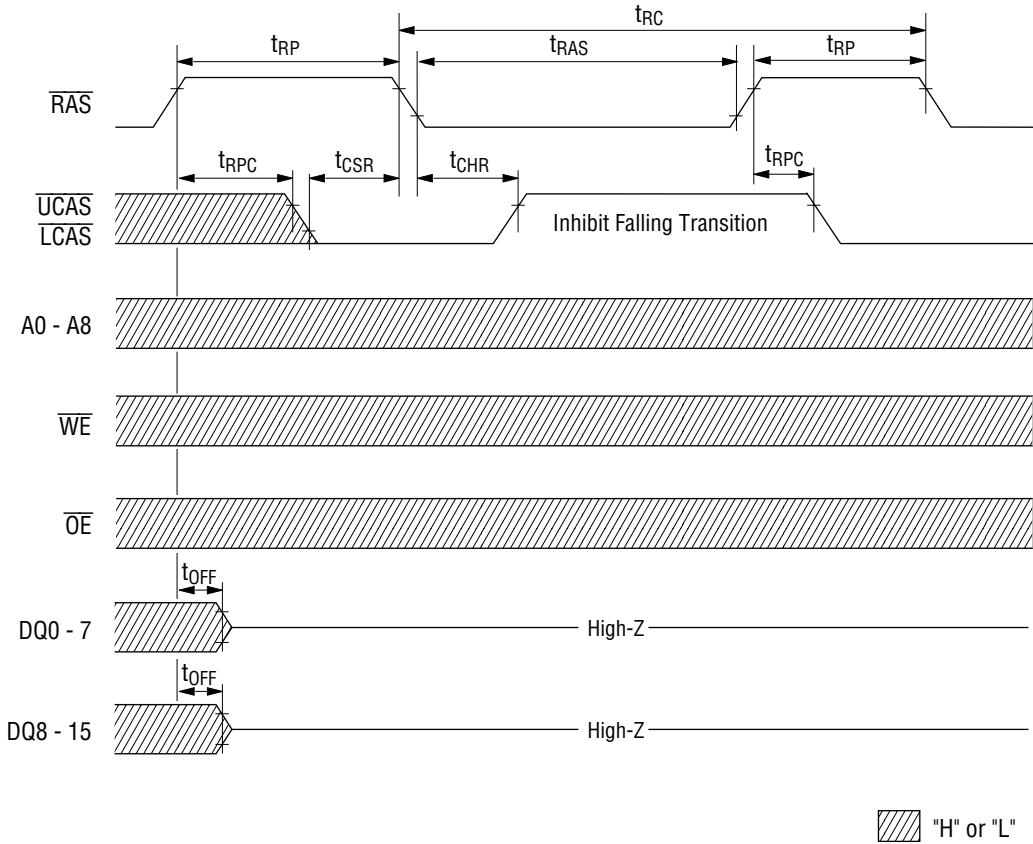 tRC
tRP tRAS tRP
RAS
tRPC tCSR tCHR tRPC
UCAS
LCAS
Inhibit Falling Transition
A0 - A8
WE
OE
tOFF
DQ0 - 7 High-Z
tOFF
DQ8 - 15 High-Z
"H" or "L"